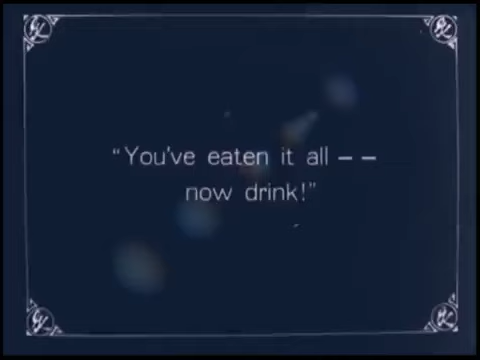 “You've eaten it all – –
now drink!”